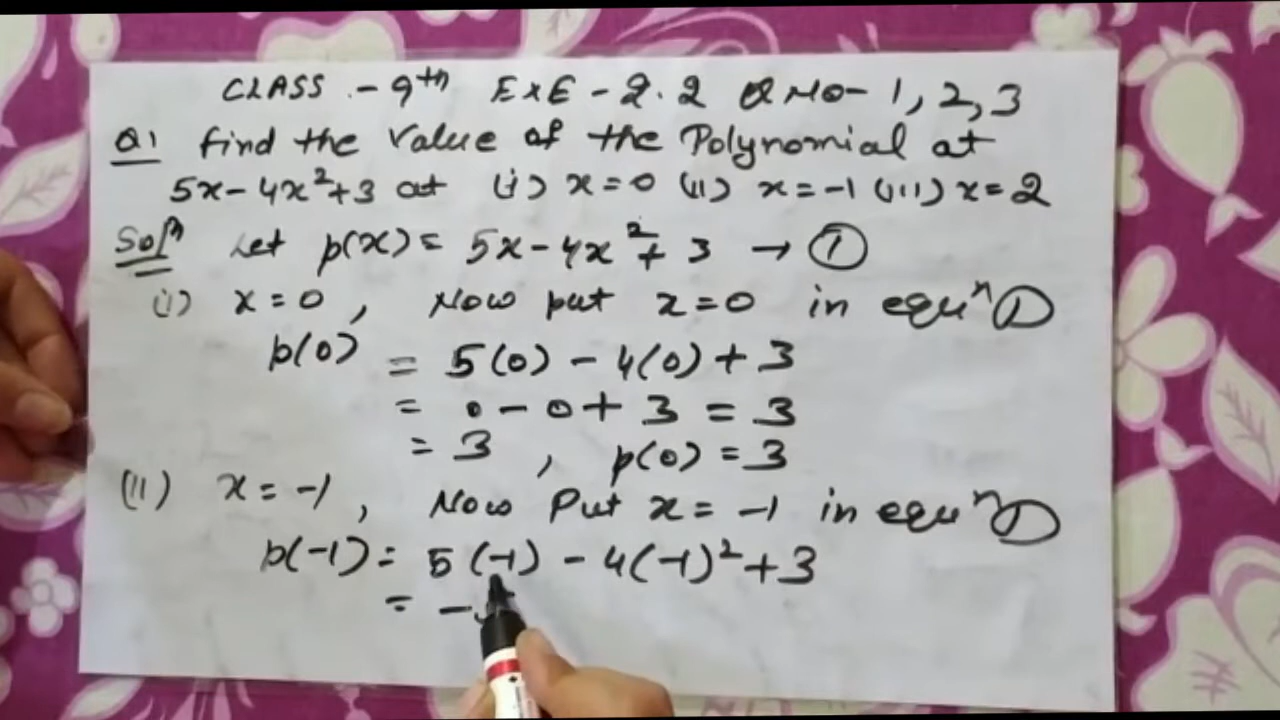 CLASS - 9th EXE - 2.2 Q NO- 1, 2, 3
Q1 find the Value of the Polynomial at
5x - 4x² + 3 at (i) x = 0 (ii) x = -1 (iii) x = 2
Solⁿ Let p(x) = 5x - 4x² + 3 → ①
(i) x = 0 , Now put x = 0 in equⁿ ①
p(0) = 5(0) - 4(0) + 3
= 0 - 0 + 3 = 3
= 3 , p(0) = 3
(ii) x = -1 , Now Put x = -1 in equⁿ ①
p(-1) = 5(-1) - 4(-1)² + 3
= -